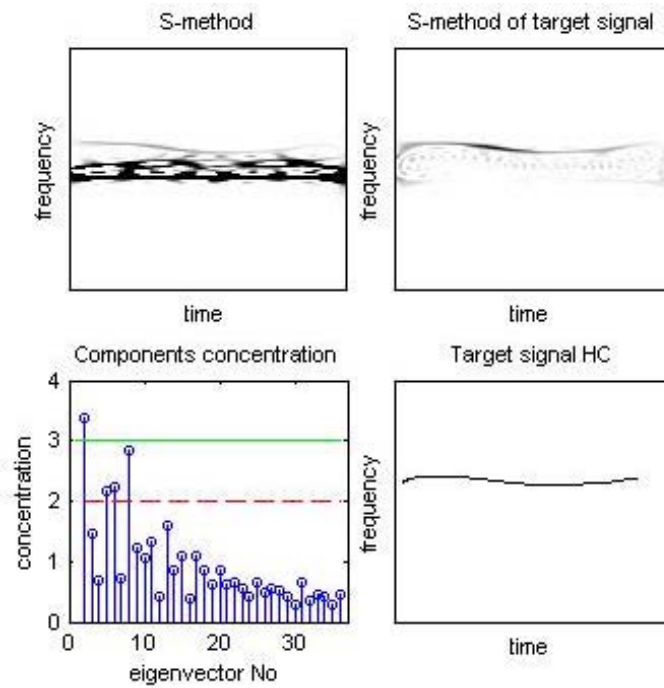 S-method
frequency
time
S-method of target signal
frequency
time
Components concentration
4
3
2
1
0
concentration
0
10
20
30
eigenvector No
Target signal HC
frequency
time